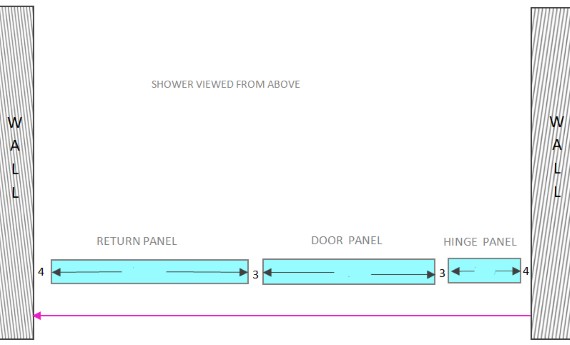 SHOWER VIEWED FROM ABOVE
W
A
L
L
W
A
L
L
RETURN PANEL
DOOR PANEL
HINGE PANEL
4
3
3
4